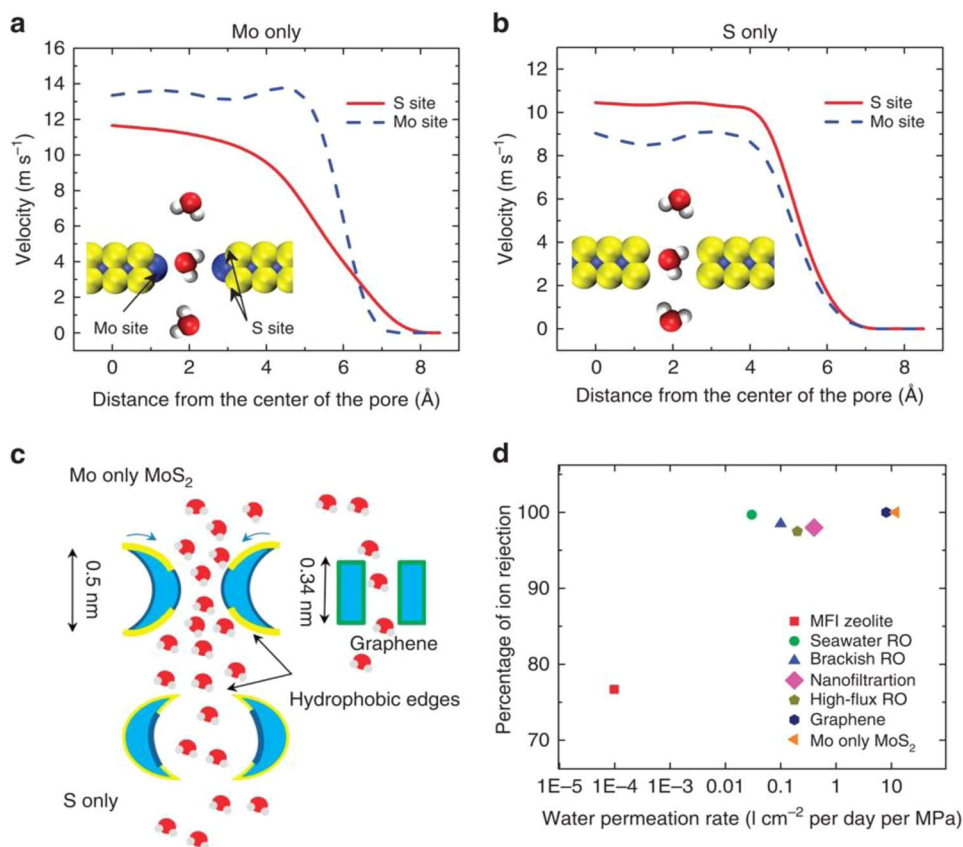 a
Mo only
16
14
12
10
8
6
4
2
0
Velocity (m s⁻¹)
S site
Mo site
Mo site
S site
0 2 4 6 8
Distance from the center of the pore (Å)
b
S only
12
10
8
6
4
2
0
Velocity (m s⁻¹)
S site
Mo site
0 2 4 6 8
Distance from the center of the pore (Å)
c
Mo only MoS₂
0.5 nm
0.34 nm
Graphene
Hydrophobic edges
S only
d
100
90
80
70
Percentage of ion rejection
MFI zeolite
Seawater RO
Brackish RO
Nanofiltrartion
High-flux RO
Graphene
Mo only MoS₂
1E–5 1E–4 1E–3 0.01 0.1 1 10 100
Water permeation rate (l cm⁻² per day per MPa)